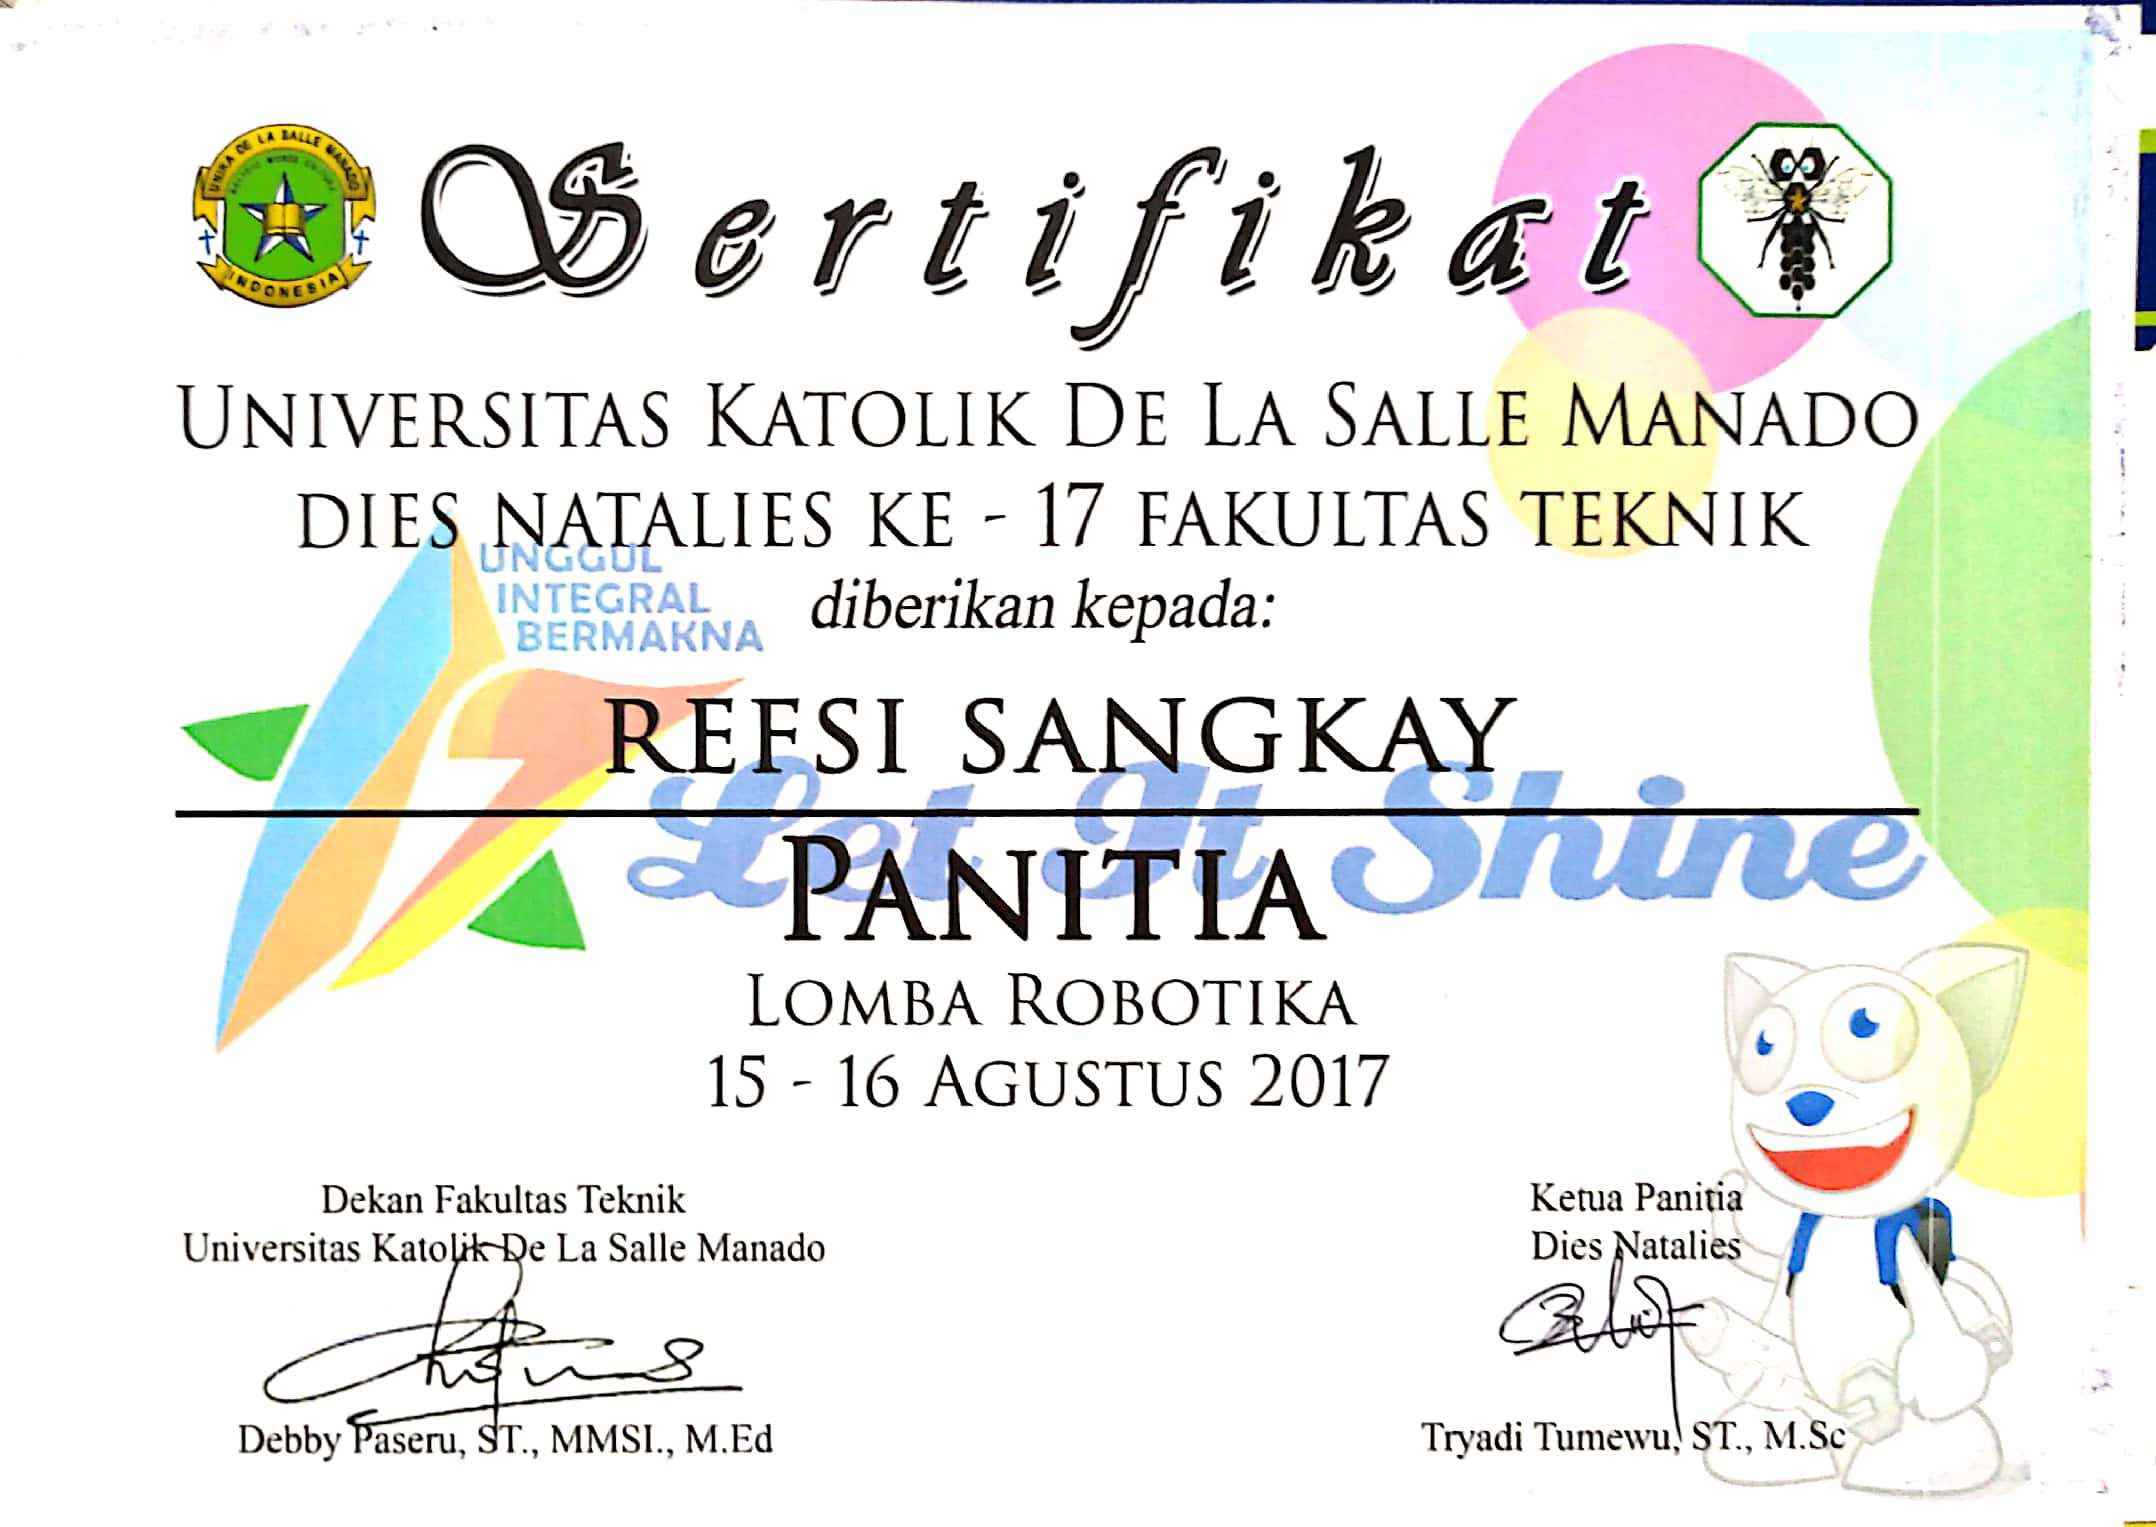 Sertifikat
UNIKA DE LA SALLE MANADO
INDONESIA
UNIVERSITAS KATOLIK DE LA SALLE MANADO
DIES NATALIES KE - 17 FAKULTAS TEKNIK
UNGGUL
INTEGRAL
BERMAKNA
diberikan kepada:
REFSI SANGKAY
Let It Shine
PANITIA
LOMBA ROBOTIKA
15 - 16 AGUSTUS 2017
Dekan Fakultas Teknik
Universitas Katolik De La Salle Manado
Debby Paseru, ST., MMSI., M.Ed
Ketua Panitia
Dies Natalies
Tryadi Tumewu, ST., M.Sc